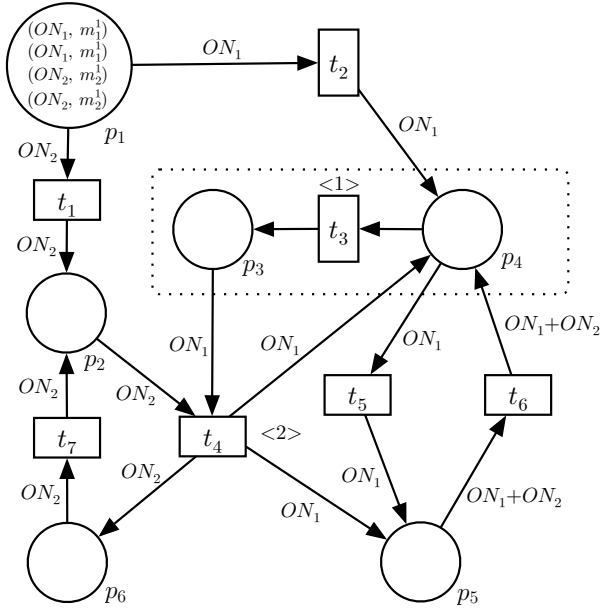 (ON₁, m₁¹)
(ON₁, m₁¹)
(ON₂, m₂¹)
(ON₂, m₂¹)
p₁
ON₁
t₂
ON₁
ON₂
t₁
ON₂
<1>
t₃
p₃
p₄
p₂
ON₂
ON₁
ON₁
ON₁
ON₁+ON₂
ON₂
t₇
ON₂
t₄
<2>
t₅
t₆
ON₂
ON₁
ON₁
ON₁+ON₂
p₆
p₅